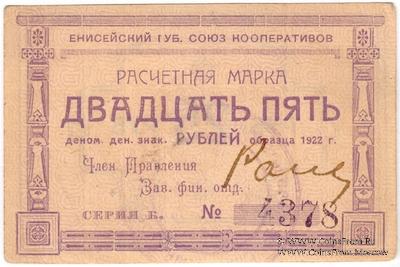 ЕНИСЕЙСКИЙ ГУБ. СОЮЗ КООПЕРАТИВОВ
РАСЧЕТНАЯ МАРКА
ДВАДЦАТЬ ПЯТЬ
деном. ден. знак. РУБЛЕЙ образца 1922 г.
Член Правления
Зав. фин. отд.
СЕРИЯ Б. № 4378